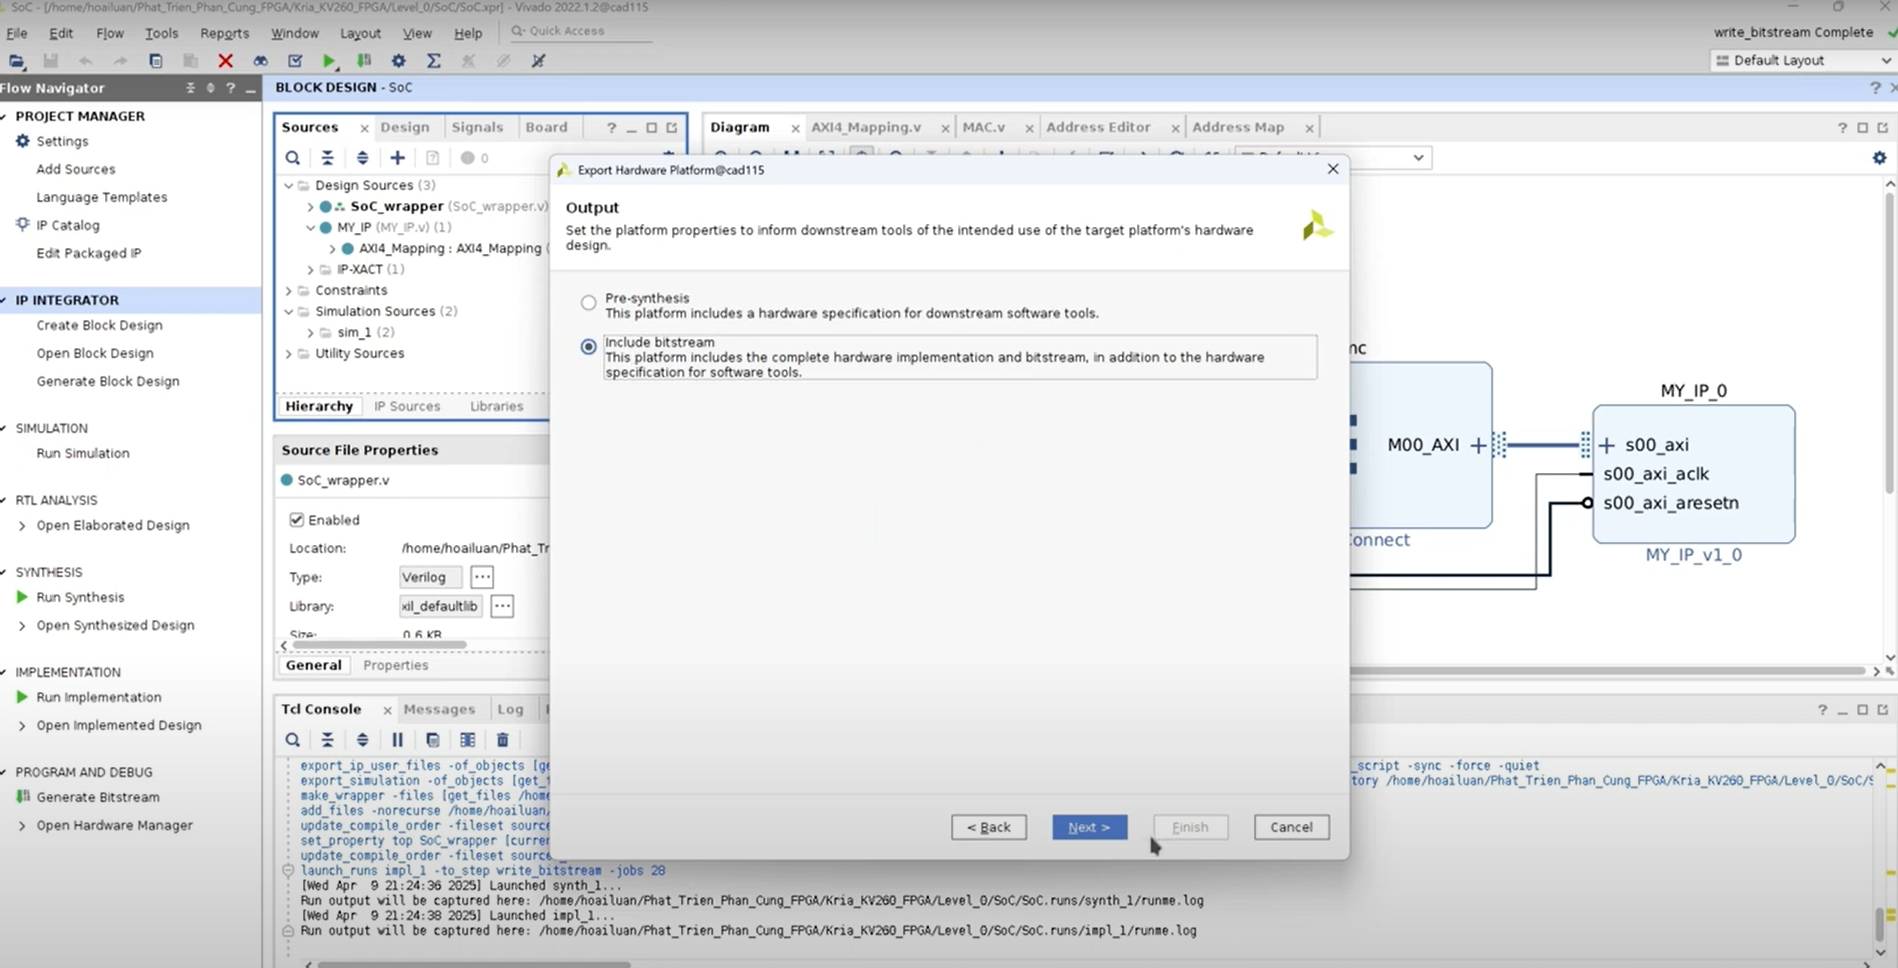 SoC - [/home/hoailuan/Phat_Trien_Phan_Cung_FPGA/Kria_KV260_FPGA/Level_0/SoC/SoC.xpr] - Vivado 2022.1.2@cad115
File Edit Flow Tools Reports Window Layout View Help Quick Access
write_bitstream Complete
Default Layout
Flow Navigator
PROJECT MANAGER
Settings
Add Sources
Language Templates
IP Catalog
Edit Packaged IP
IP INTEGRATOR
Create Block Design
Open Block Design
Generate Block Design
SIMULATION
Run Simulation
RTL ANALYSIS
Open Elaborated Design
SYNTHESIS
Run Synthesis
Open Synthesized Design
IMPLEMENTATION
Run Implementation
Open Implemented Design
PROGRAM AND DEBUG
Generate Bitstream
Open Hardware Manager
BLOCK DESIGN - SoC
Sources Design Signals Board
0
Design Sources (3)
SoC_wrapper (SoC_wrapper.v)
MY_IP (MY_IP.v) (1)
AXI4_Mapping : AXI4_Mapping (
IP-XACT (1)
Constraints
Simulation Sources (2)
sim_1 (2)
Utility Sources
Hierarchy IP Sources Libraries
Source File Properties
SoC_wrapper.v
Enabled
Location: /home/hoailuan/Phat_Tr
Type: Verilog
Library: xil_defaultlib
Size: 0.6 KB
General Properties
Diagram AXI4_Mapping.v MAC.v Address Editor Address Map
Export Hardware Platform@cad115
Output
Set the platform properties to inform downstream tools of the intended use of the target platform's hardware
design.
Pre-synthesis
This platform includes a hardware specification for downstream software tools.
Include bitstream
This platform includes the complete hardware implementation and bitstream, in addition to the hardware
specification for software tools.
< Back Next > Finish Cancel
M00_AXI
MY_IP_0
s00_axi
s00_axi_aclk
s00_axi_aresetn
MY_IP_v1_0
Tcl Console Messages Log
export_ip_user_files -of_objects [ge _script -sync -force -quiet
export_simulation -of_objects [get_f tory /home/hoailuan/Phat_Trien_Phan_Cung_FPGA/Kria_KV260_FPGA/Level_0/SoC/S
make_wrapper -files [get_files /home
add_files -norecurse /home/hoailuan/
update_compile_order -fileset source
set_property top SoC_wrapper [curren
update_compile_order -fileset source
launch_runs impl_1 -to_step write_bitstream -jobs 28
[Wed Apr 9 21:24:36 2025] Launched synth_1...
Run output will be captured here: /home/hoailuan/Phat_Trien_Phan_Cung_FPGA/Kria_KV260_FPGA/Level_0/SoC/SoC.runs/synth_1/runme.log
[Wed Apr 9 21:24:38 2025] Launched impl_1...
Run output will be captured here: /home/hoailuan/Phat_Trien_Phan_Cung_FPGA/Kria_KV260_FPGA/Level_0/SoC/SoC.runs/impl_1/runme.log